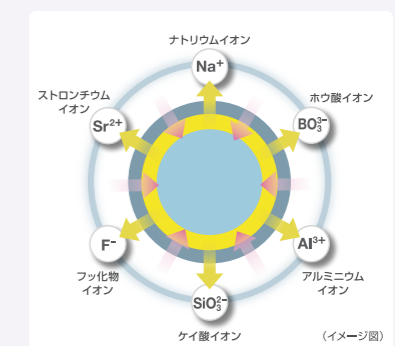 ナトリウムイオン
Na⁺
ストロンチウム
イオン
Sr²⁺
ホウ酸イオン
BO₃³⁻
F⁻
フッ化物
イオン
Al³⁺
アルミニウム
イオン
SiO₃²⁻
ケイ酸イオン
（イメージ図）